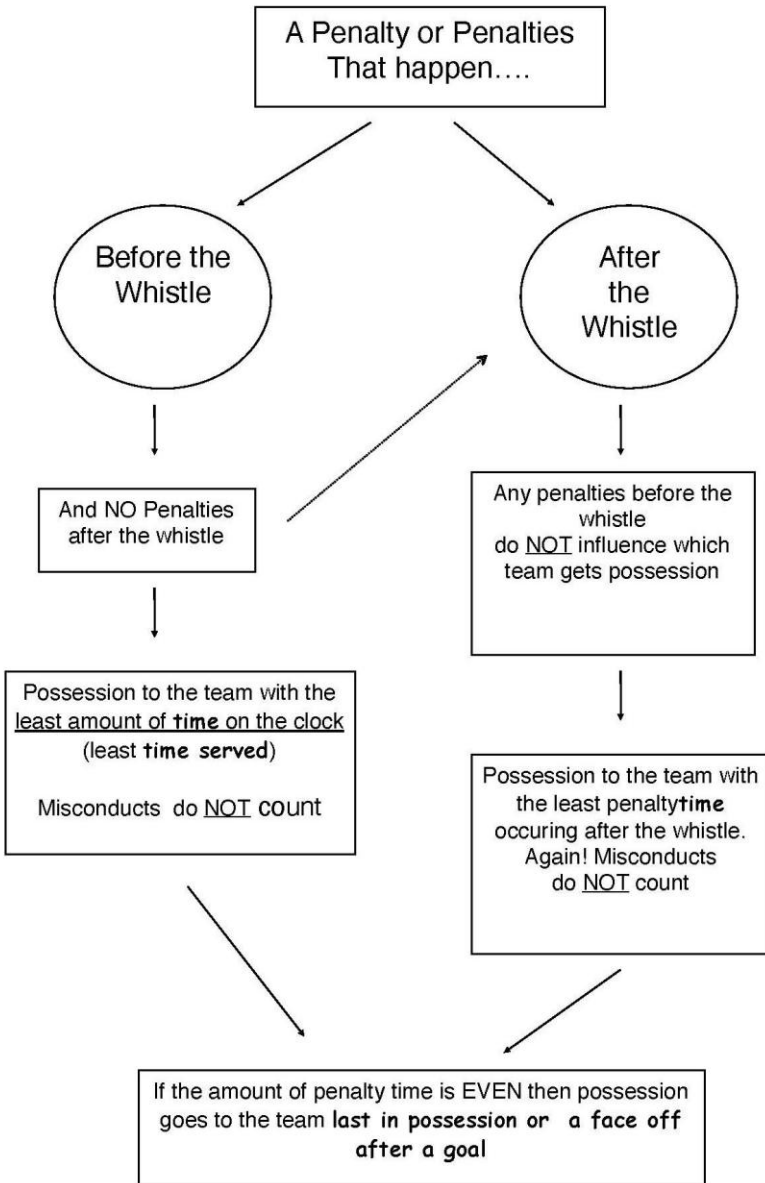 A Penalty or Penalties
That happen....
Before the
Whistle
After
the
Whistle
And NO Penalties
after the whistle
Any penalties before the
whistle
do NOT influence which
team gets possession
Possession to the team with the
least amount of time on the clock
(least time served)
Misconducts do NOT count
Possession to the team with
the least penaltytime
occuring after the whistle.
Again! Misconducts
do NOT count
If the amount of penalty time is EVEN then possession
goes to the team last in possession or a face off
after a goal